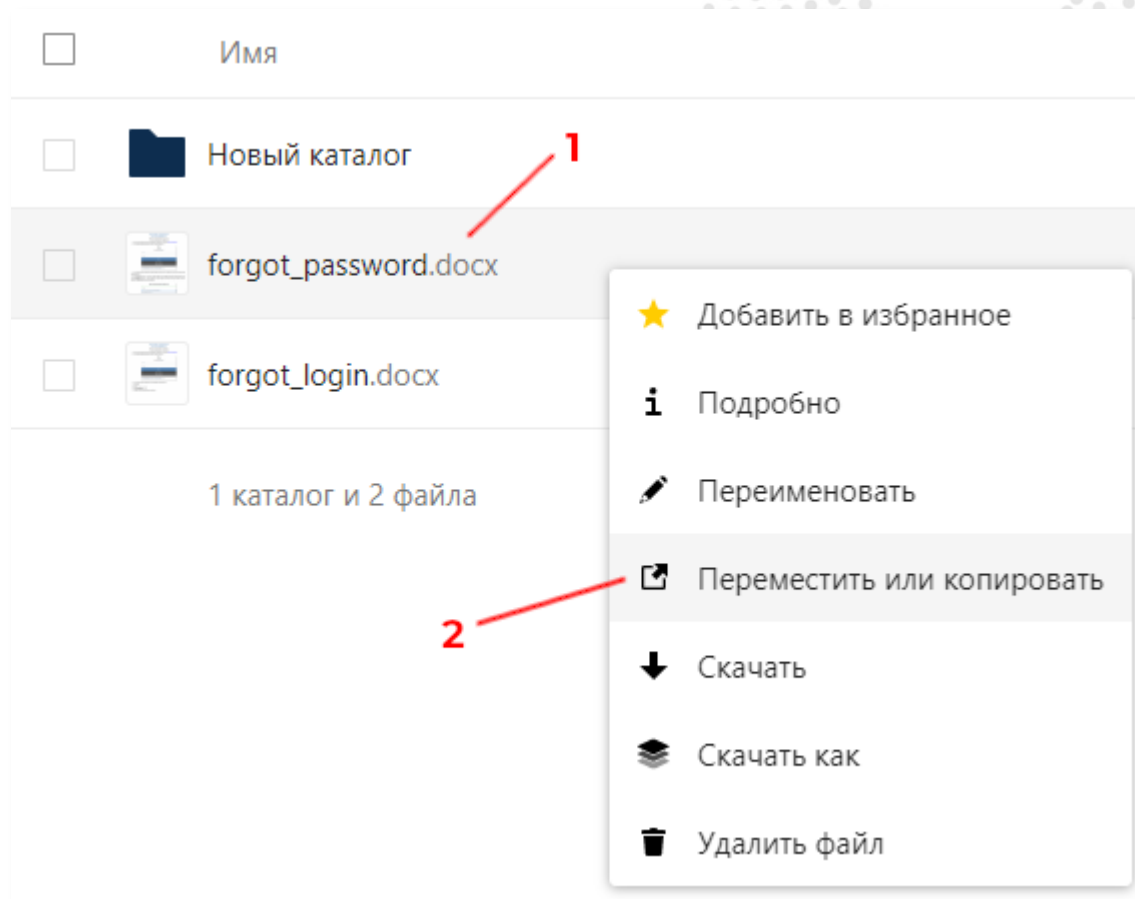 Имя
Новый каталог
1
forgot_password.docx
Добавить в избранное
forgot_login.docx
Подробно
1 каталог и 2 файла
Переименовать
Переместить или копировать
2
Скачать
Скачать как
Удалить файл